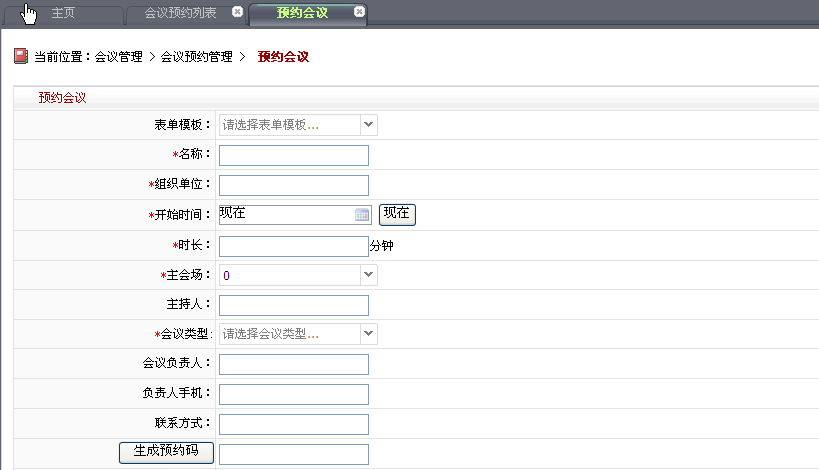 主页 会议预约列表 预约会议
当前位置：会议管理 > 会议预约管理 > 预约会议
预约会议
表单模板： 请选择表单模板...
*名称：
*组织单位：
*开始时间： 现在 现在
*时长： 分钟
*主会场： 0
主持人：
*会议类型: 请选择会议类型...
会议负责人：
负责人手机：
联系方式：
生成预约码